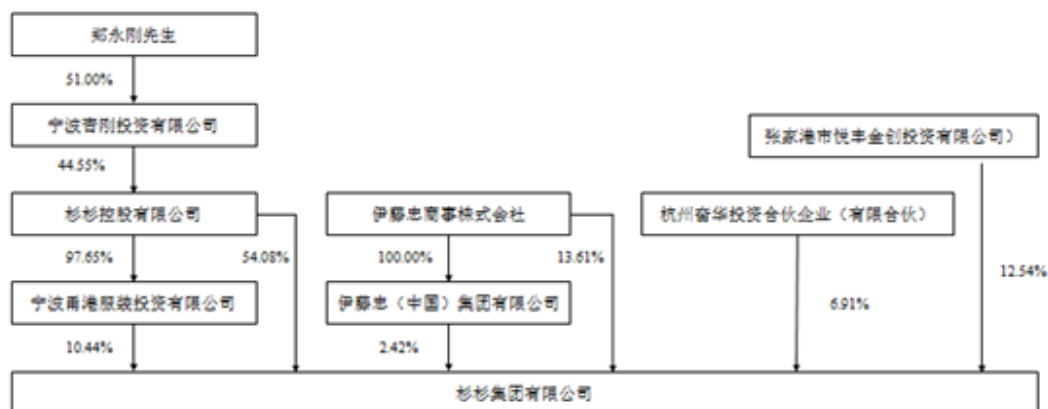 郑永刚先生
51.00%
宁波青刚投资有限公司
张家港市悦丰金创投资有限公司）
44.55%
杉杉控股有限公司
伊藤忠商事株式会社
杭州奋华投资合伙企业（有限合伙）
97.65%
54.08%
100.00%
13.61%
12.54%
宁波甬港服装投资有限公司
伊藤忠（中国）集团有限公司
6.91%
10.44%
2.42%
杉杉集团有限公司